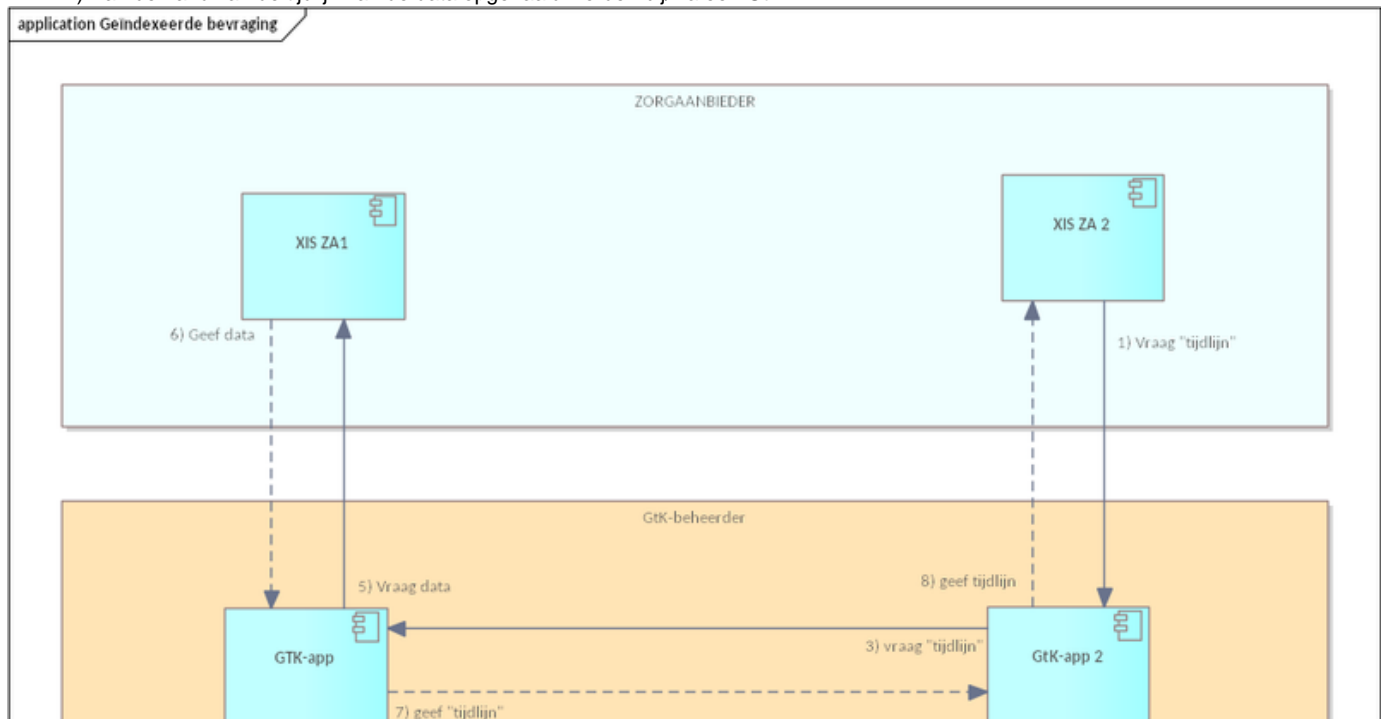 application Geïndexeerde bevraging
ZORGAANBIEDER
XIS ZA1
XIS ZA 2
6) Geef data
1) Vraag "tijdlijn"
GtK-beheerder
5) Vraag data
8) geef tijdlijn
3) vraag "tijdlijn"
GTK-app
GtK-app 2
7) geef "tijdlijn"